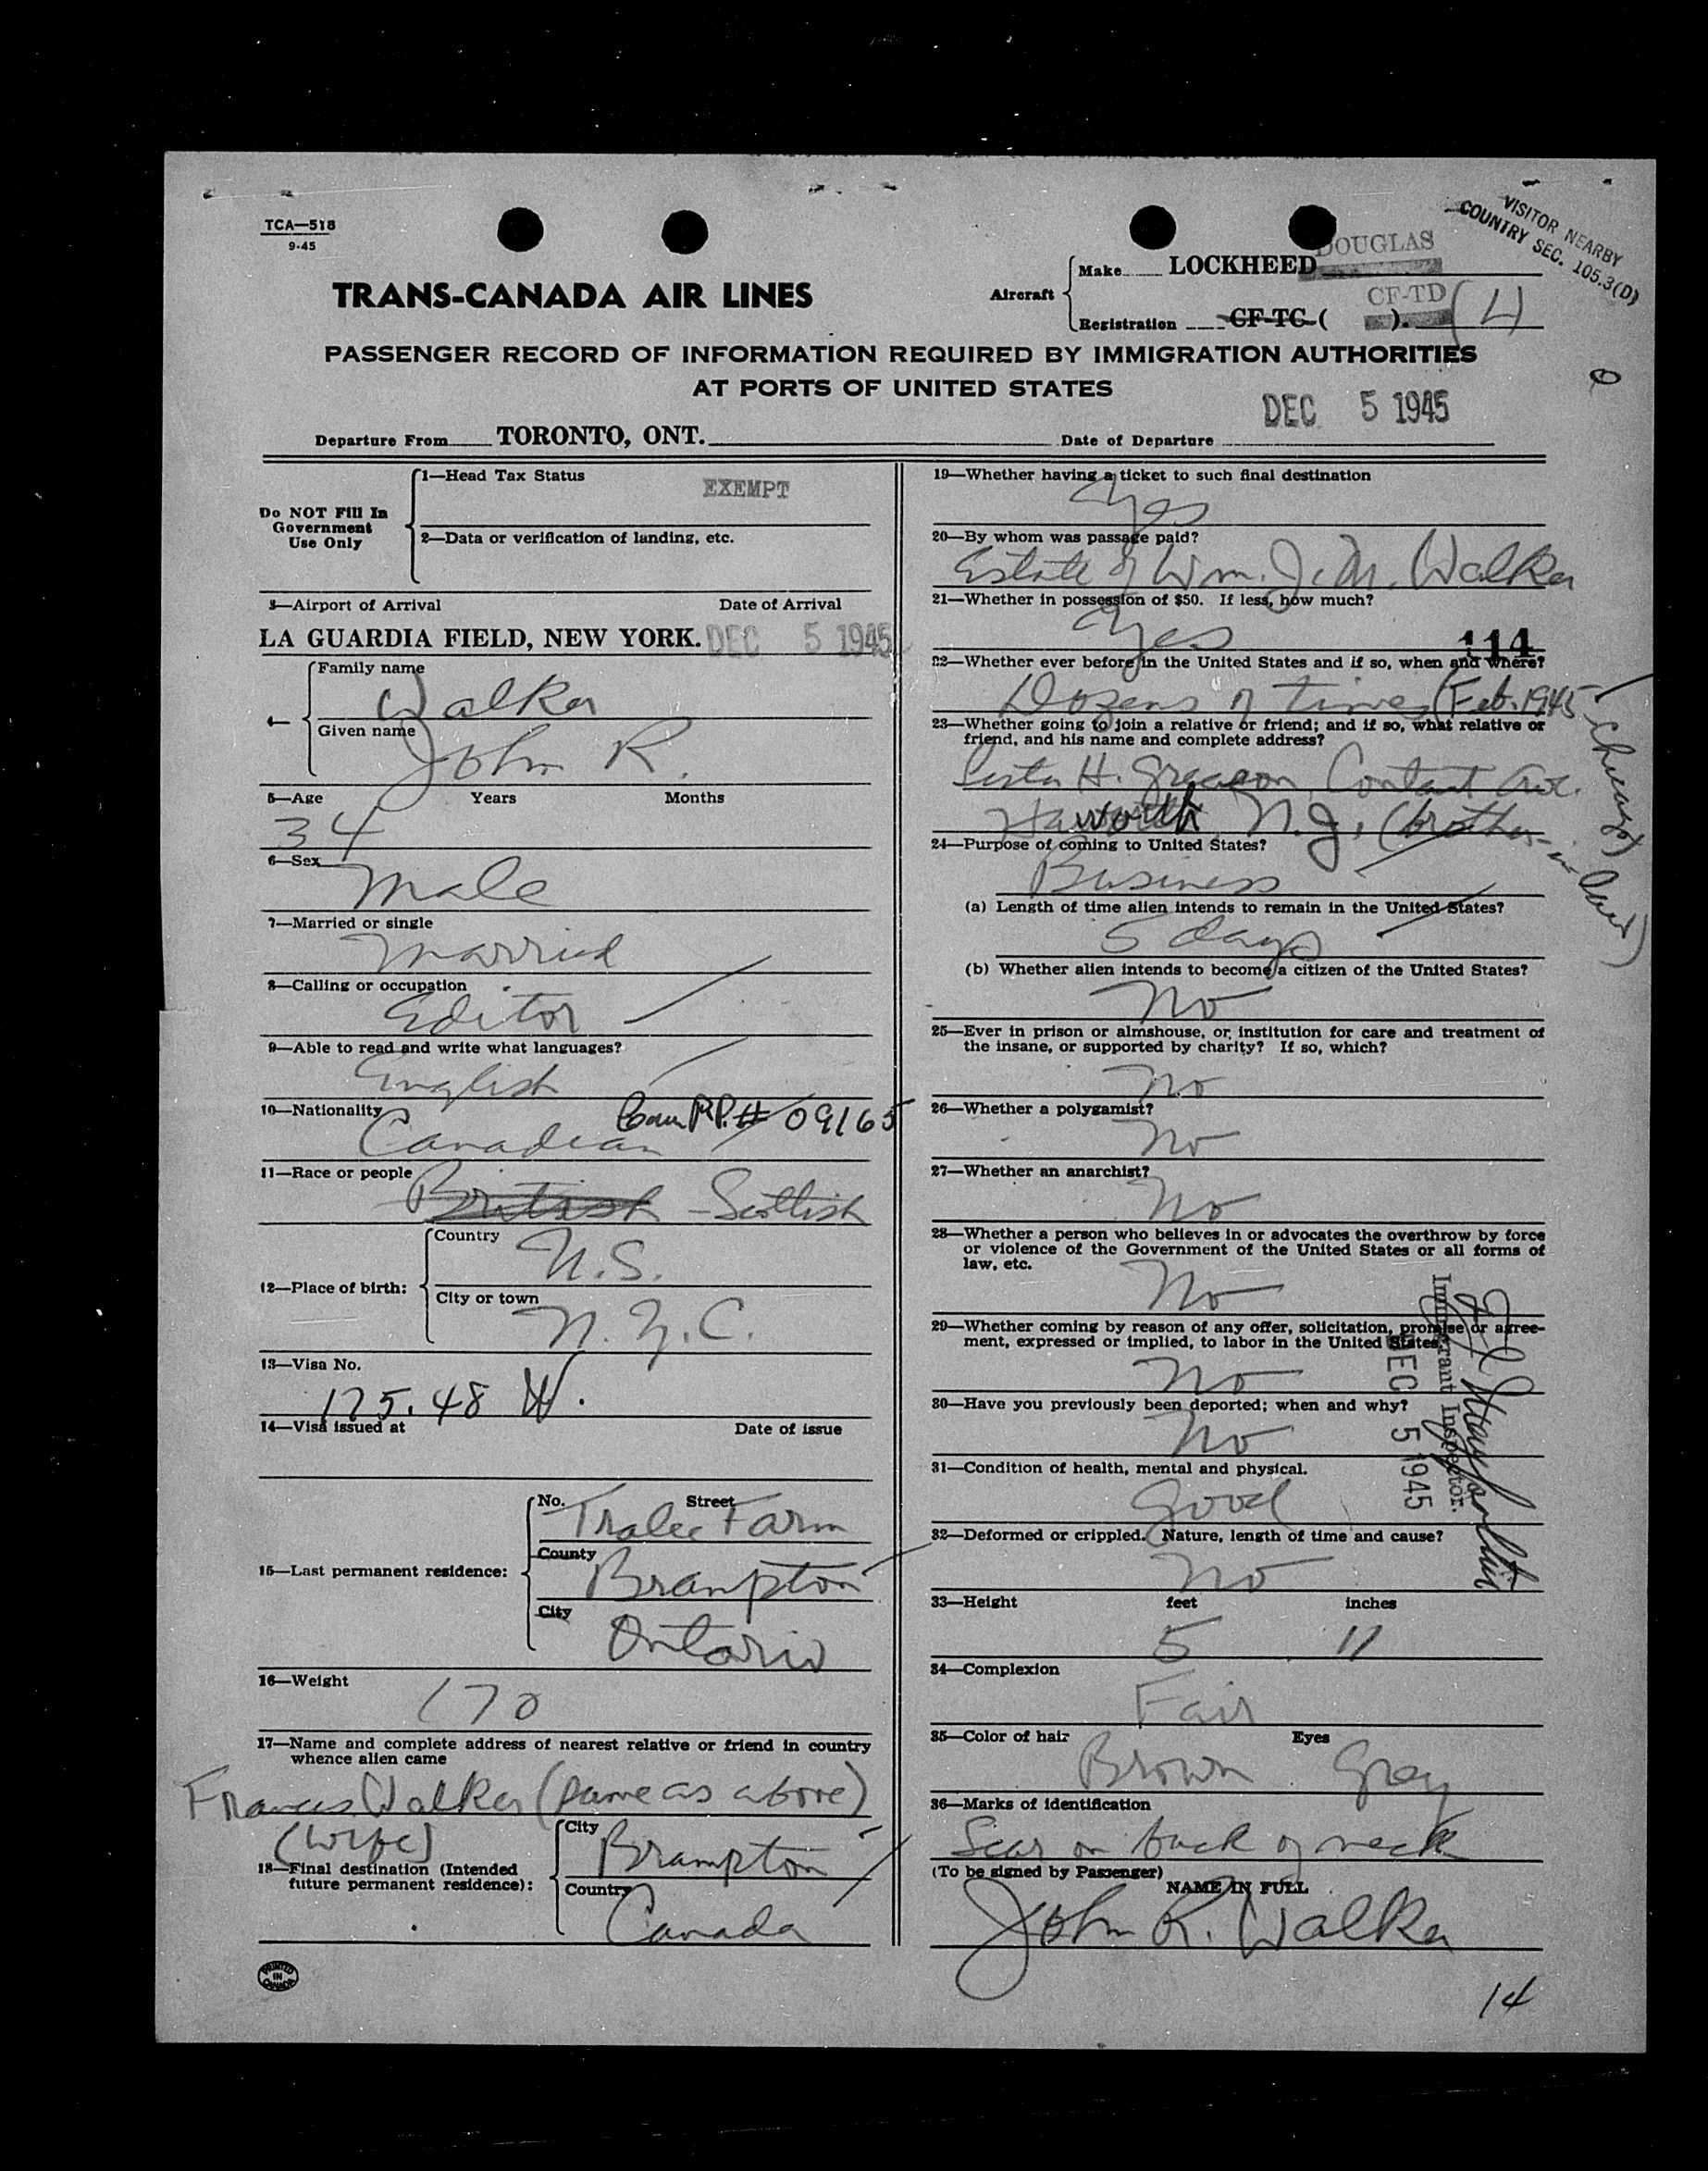 TCA—518
9-45
VISITOR NEARBY
COUNTRY SEC. 105.3(D)
TRANS-CANADA AIR LINES
Aircraft
Make LOCKHEED DOUGLAS
Registration CF-TC ( ). CF-TD (4)
PASSENGER RECORD OF INFORMATION REQUIRED BY IMMIGRATION AUTHORITIES
AT PORTS OF UNITED STATES
DEC 5 1945
Departure From TORONTO, ONT. Date of Departure
Do NOT Fill In
Government
Use Only
1—Head Tax Status
EXEMPT
2—Data or verification of landing, etc.
3—Airport of Arrival Date of Arrival
LA GUARDIA FIELD, NEW YORK. DEC 5 1945
4—
Family name
Walker
Given name
John R.
5—Age Years Months
34
6—Sex
Male
7—Married or single
Married
8—Calling or occupation
Editor
9—Able to read and write what languages?
English
10—Nationality
Canadian
Can P.P.# 09165
11—Race or people
British - Scottish
12—Place of birth:
Country
U.S.
City or town
N.Y.C.
13—Visa No.
175.48 W.
14—Visa issued at Date of issue
15—Last permanent residence:
No. Street
Tralee Farm
County
Brampton
City
Ontario
16—Weight
170
17—Name and complete address of nearest relative or friend in country
whence alien came
Frances Walker (same as above)
(wife)
18—Final destination (Intended
future permanent residence):
City
Brampton
Country
Canada
PRINTED
IN
CANADA
19—Whether having a ticket to such final destination
Yes
20—By whom was passage paid?
Estate of Wm. J. M. Walker
21—Whether in possession of $50. If less, how much?
Yes
114
22—Whether ever before in the United States and if so, when and where?
Dozens of times (Feb. 1945 - Chicago)
23—Whether going to join a relative or friend; and if so, what relative or
friend, and his name and complete address?
H. Contant Ave.
Haworth, N.J. (brother-in-law)
24—Purpose of coming to United States?
Business
(a) Length of time alien intends to remain in the United States?
5 days
(b) Whether alien intends to become a citizen of the United States?
No
25—Ever in prison or almshouse, or institution for care and treatment of
the insane, or supported by charity? If so, which?
No
26—Whether a polygamist?
No
27—Whether an anarchist?
No
28—Whether a person who believes in or advocates the overthrow by force
or violence of the Government of the United States or all forms of
law, etc.
No
29—Whether coming by reason of any offer, solicitation, promise or agree-
ment, expressed or implied, to labor in the United States.
No
30—Have you previously been deported; when and why?
No
Immigrant Inspector.
DEC 5 1945
31—Condition of health, mental and physical.
Good
32—Deformed or crippled. Nature, length of time and cause?
No
33—Height feet inches
5 11
34—Complexion
Fair
35—Color of hair Eyes
Brown Grey
36—Marks of identification
Scar on back of neck
(To be signed by Passenger)
NAME IN FULL
John R. Walker
14